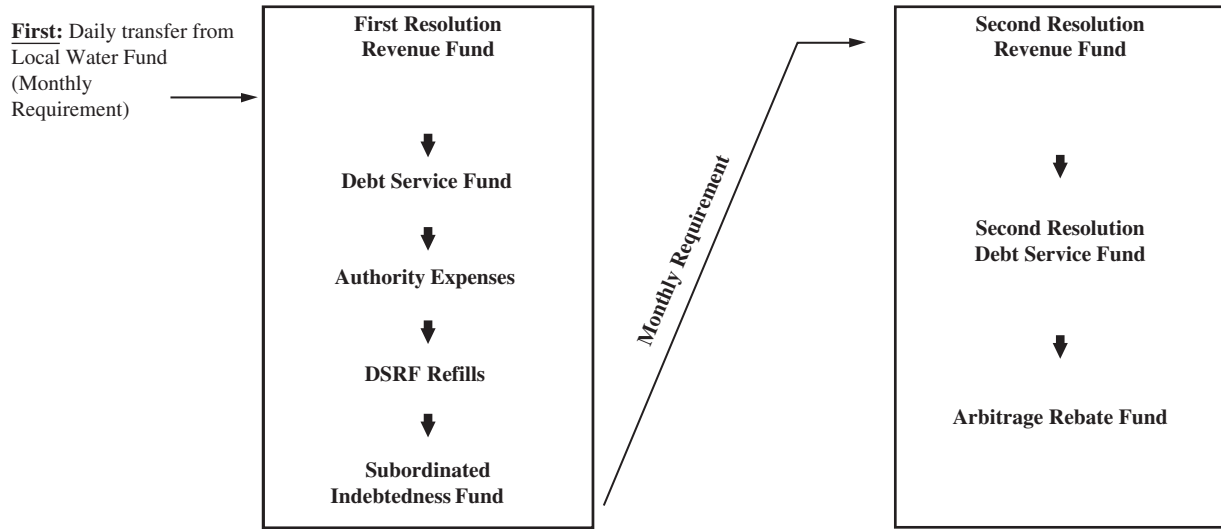 First: Daily transfer from
Local Water Fund
(Monthly
Requirement)
First Resolution
Revenue Fund
Debt Service Fund
Authority Expenses
DSRF Refills
Subordinated
Indebtedness Fund
Monthly Requirement
Second Resolution
Revenue Fund
Second Resolution
Debt Service Fund
Arbitrage Rebate Fund